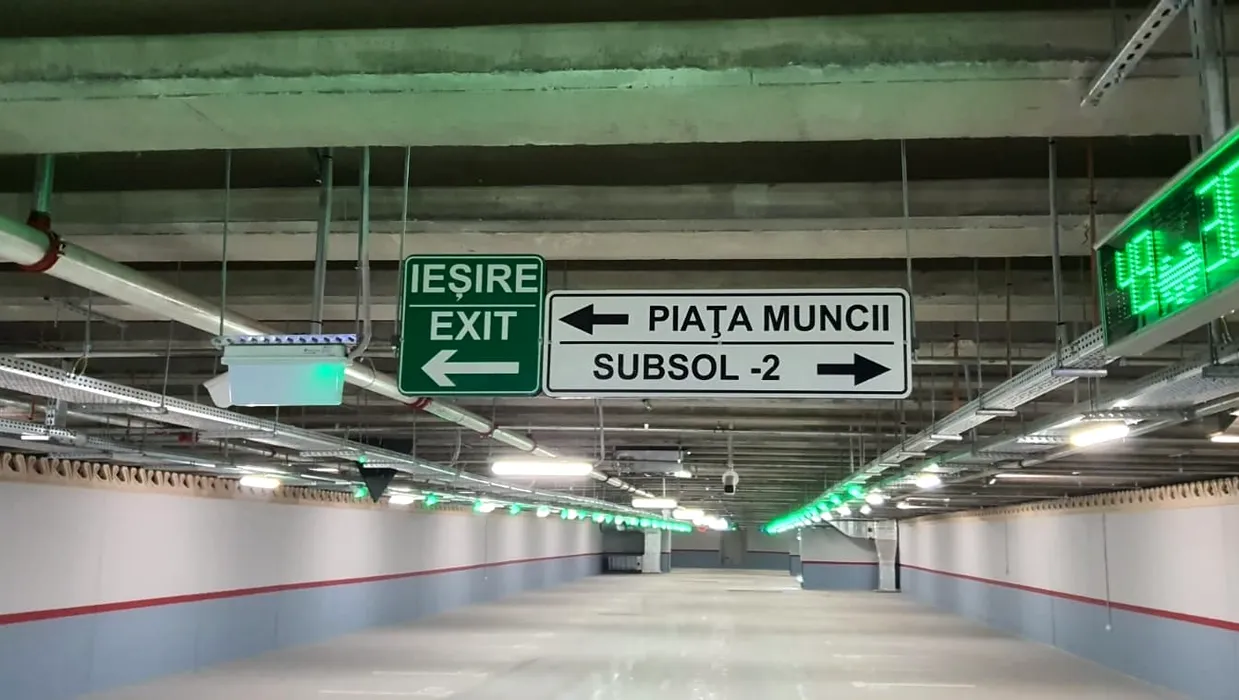 IEȘIRE
EXIT
PIAŢA MUNCII
SUBSOL -2